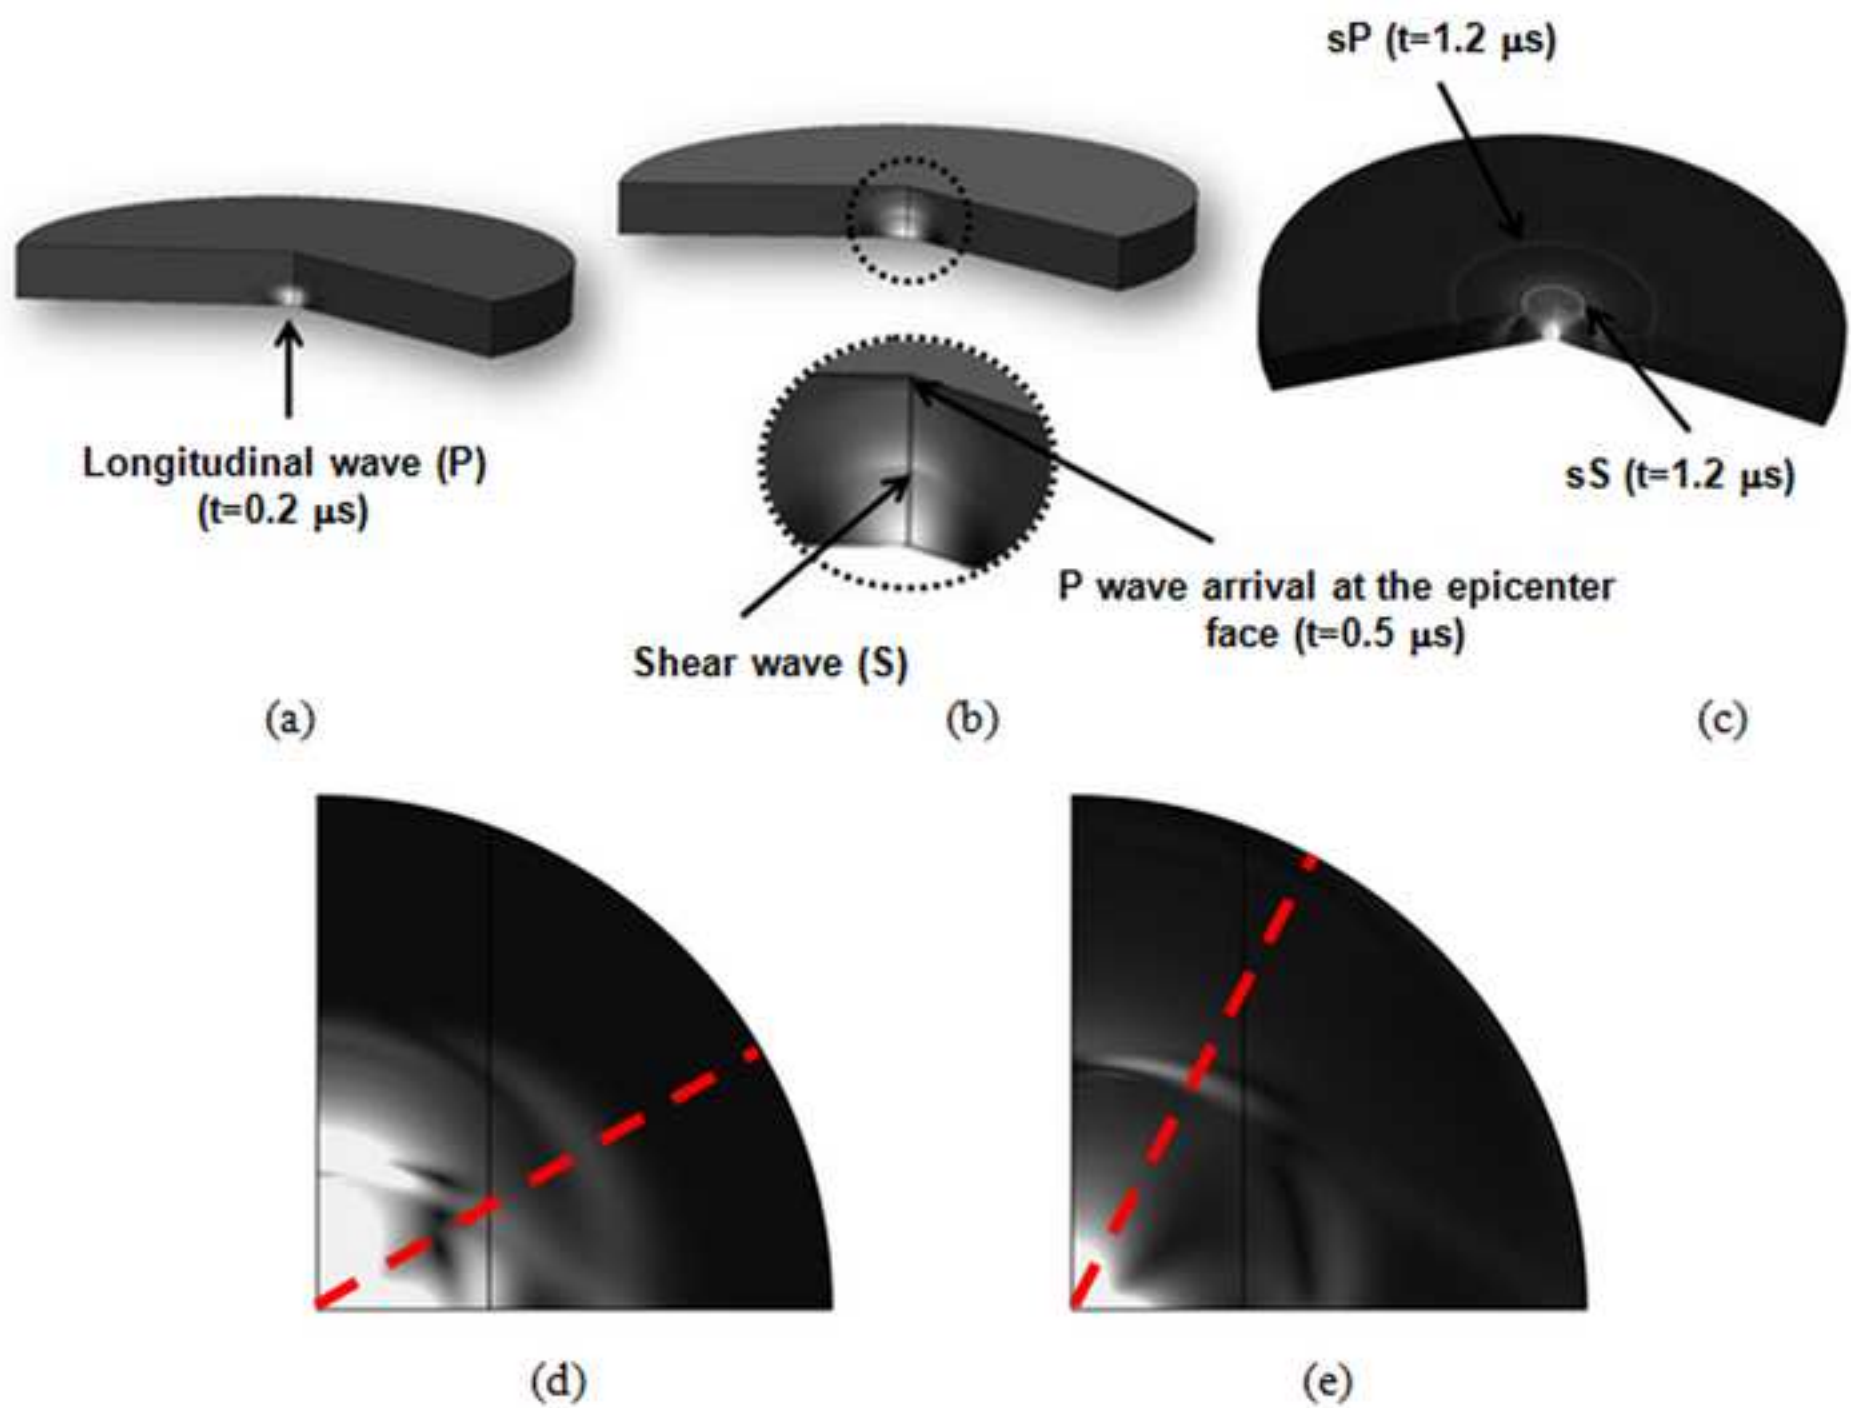 sP (t=1.2 μs)
Longitudinal wave (P)
(t=0.2 μs)
sS (t=1.2 μs)
P wave arrival at the epicenter
face (t=0.5 μs)
Shear wave (S)
(a)
(b)
(c)
(d)
(e)